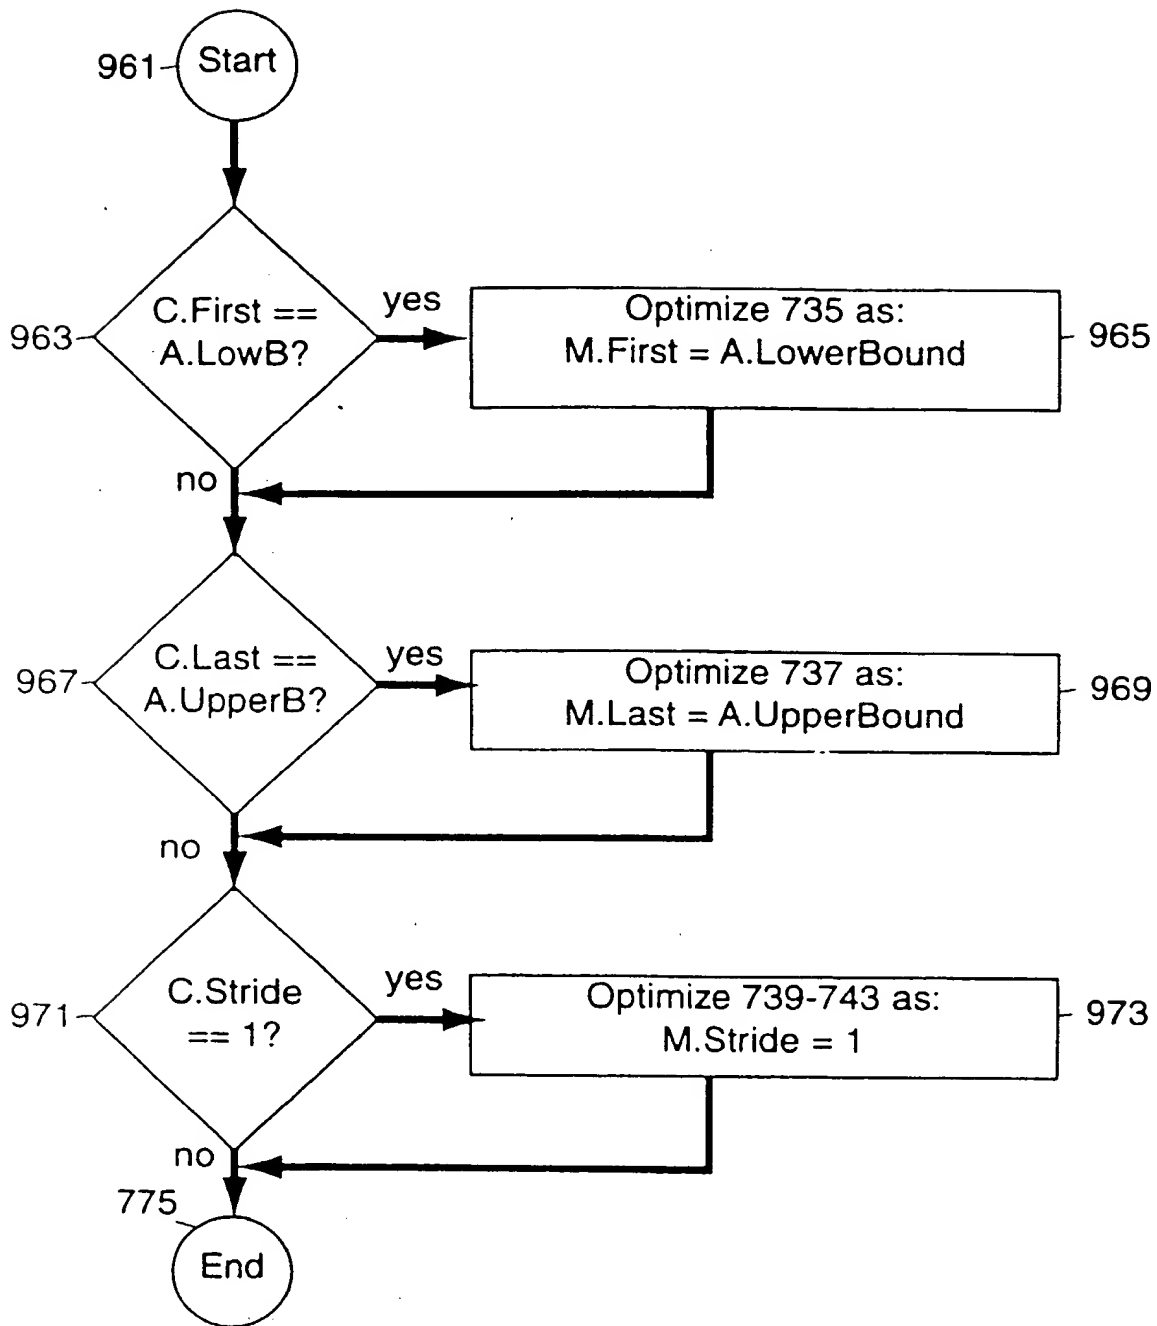 961
Start
963
C.First ==
A.LowB?
yes
Optimize 735 as:
M.First = A.LowerBound
965
no
967
C.Last ==
A.UpperB?
yes
Optimize 737 as:
M.Last = A.UpperBound
969
no
971
C.Stride
== 1?
yes
Optimize 739-743 as:
M.Stride = 1
973
no
775
End